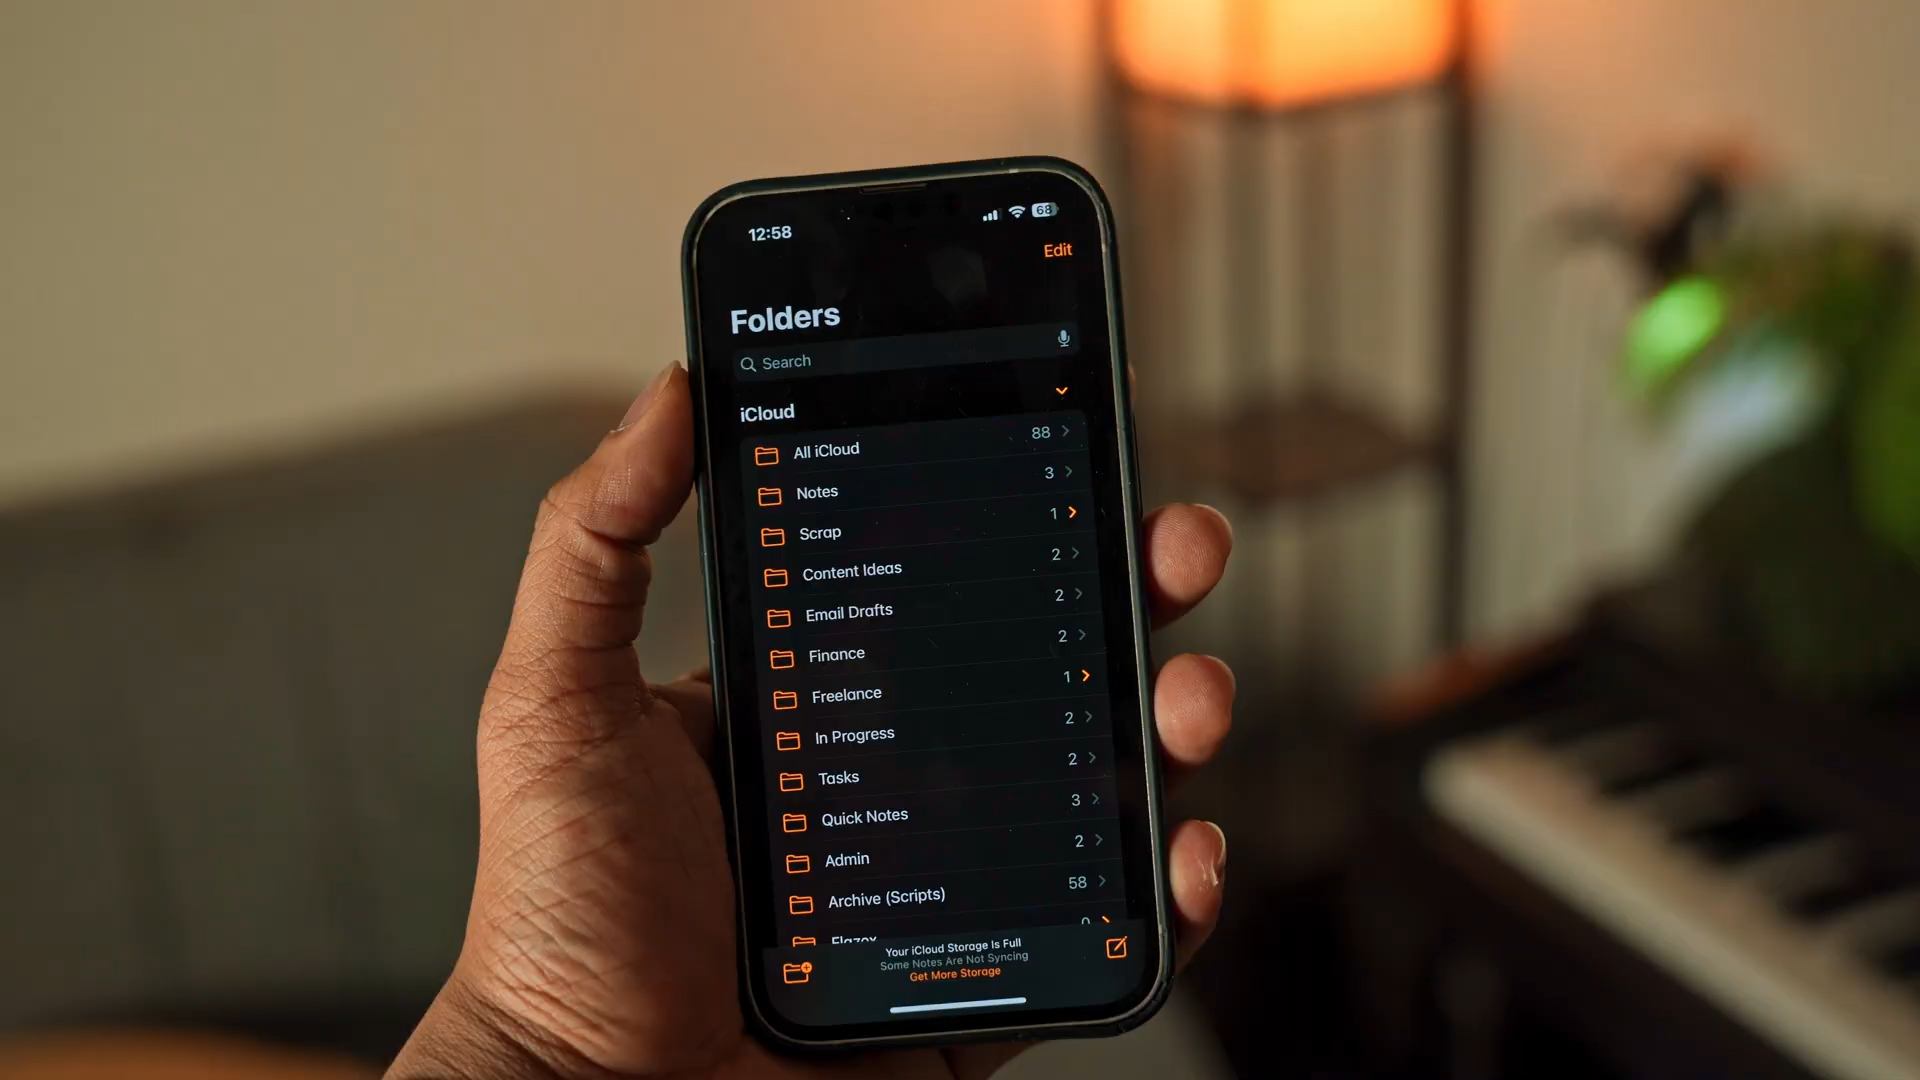 12:58
68
Edit
Folders
Search
iCloud
All iCloud 88
Notes 3
Scrap 1
Content Ideas 2
Email Drafts 2
Finance 2
Freelance 1
In Progress 2
Tasks 2
Quick Notes 3
Admin 2
Archive (Scripts) 58
Your iCloud Storage Is Full
Some Notes Are Not Syncing
Get More Storage